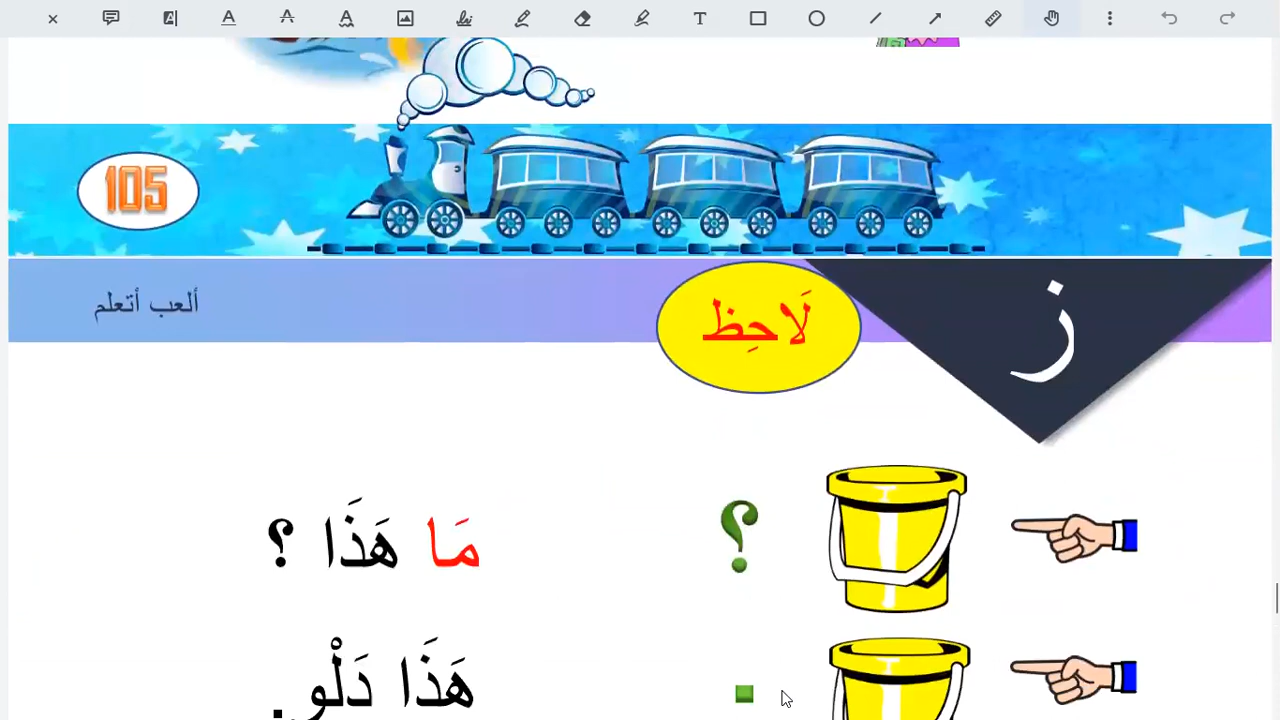 105
ز
لَاحِظ
ألعب أتعلم
مَا هَذَا ؟
؟
هَذَا دَلْو.